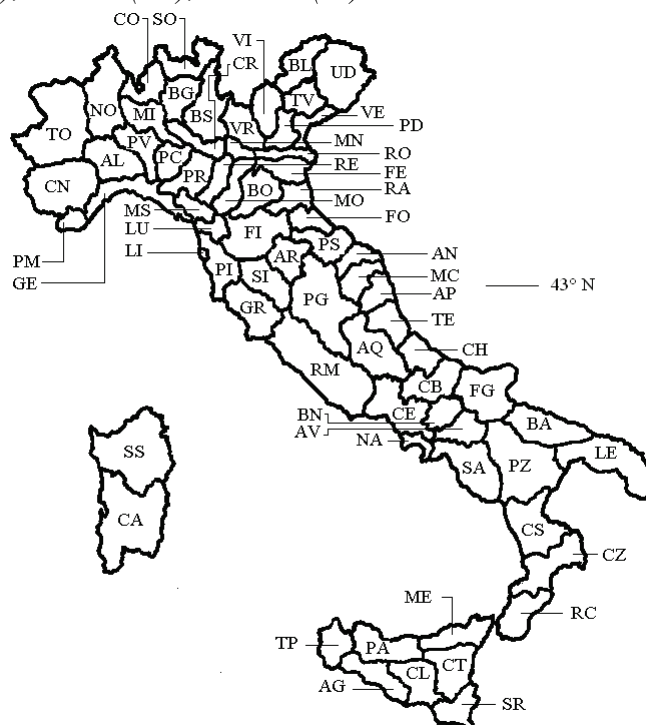 CO SO
VI
CR
BL
UD
BG
TV
NO
MI
BS
VR
VE
PD
TO
PV
MN
AL
PC
RO
RE
FE
PR
CN
BO
RA
MO
MS
FO
LU
FI
PS
LI
AR
AN
PM
PI
SI
MC
GE
43° N
AP
PG
GR
TE
AQ
CH
RM
CB
FG
BN
CE
BA
AV
NA
SS
LE
SA
PZ
CA
CS
CZ
ME
RC
TP
PA
CT
CL
AG
SR